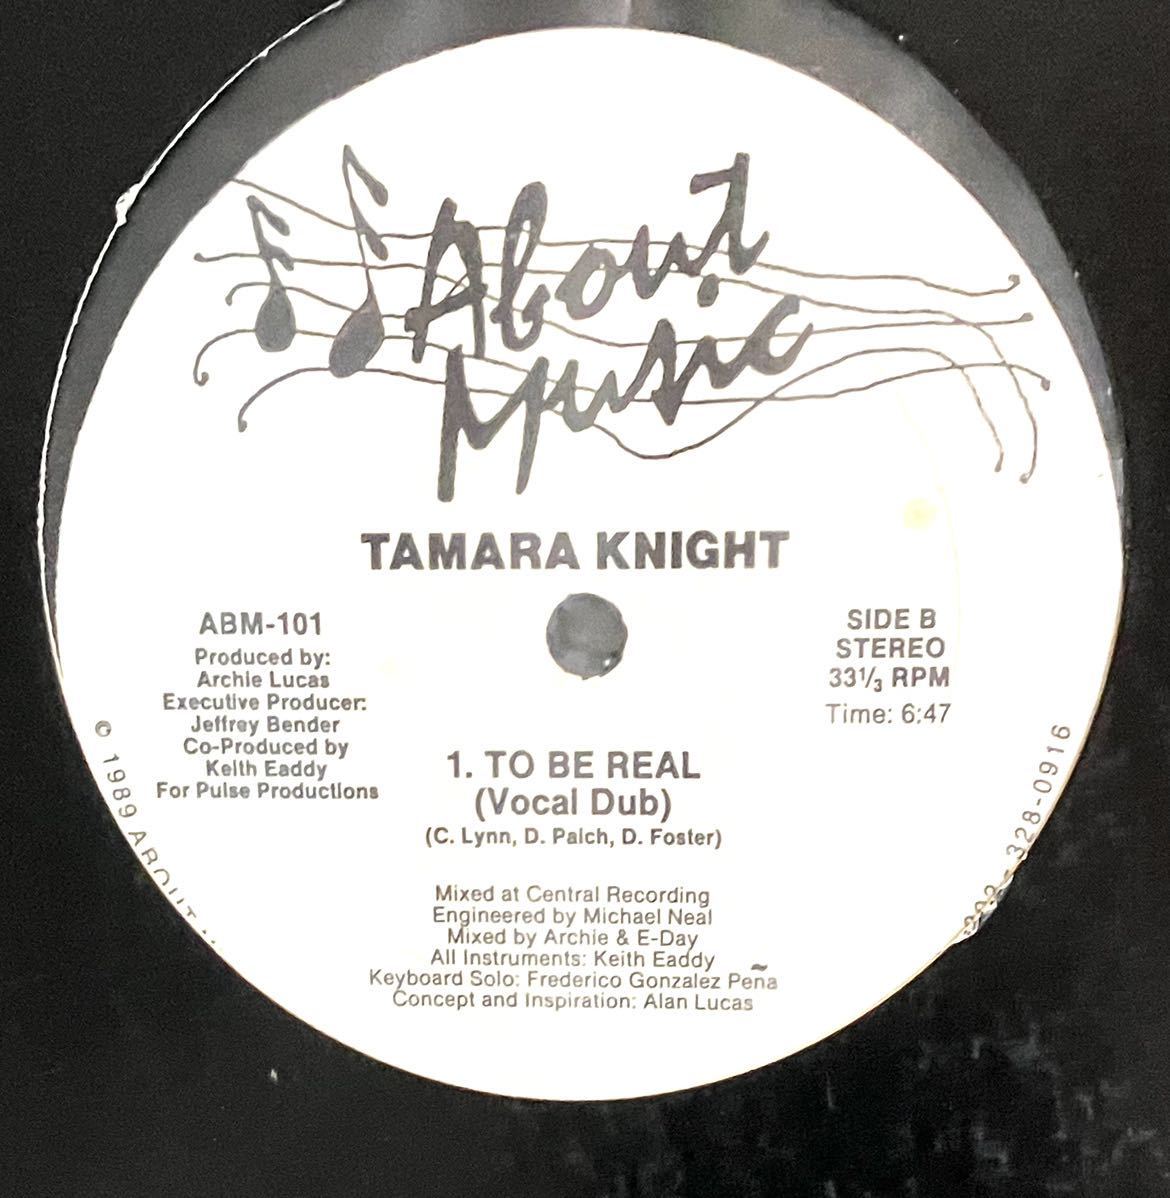 About
Music
TAMARA KNIGHT
ABM-101
Produced by:
Archie Lucas
Executive Producer:
Jeffrey Bender
Co-Produced by
Keith Eaddy
For Pulse Productions
SIDE B
STEREO
33 1/3 RPM
Time: 6:47
1. TO BE REAL
(Vocal Dub)
(C. Lynn, D. Paich, D. Foster)
Mixed at Central Recording
Engineered by Michael Neal
Mixed by Archie & E-Day
All Instruments: Keith Eaddy
Keyboard Solo: Frederico Gonzalez Peña
Concept and Inspiration: Alan Lucas
© 1989 ABOUT
328-0916